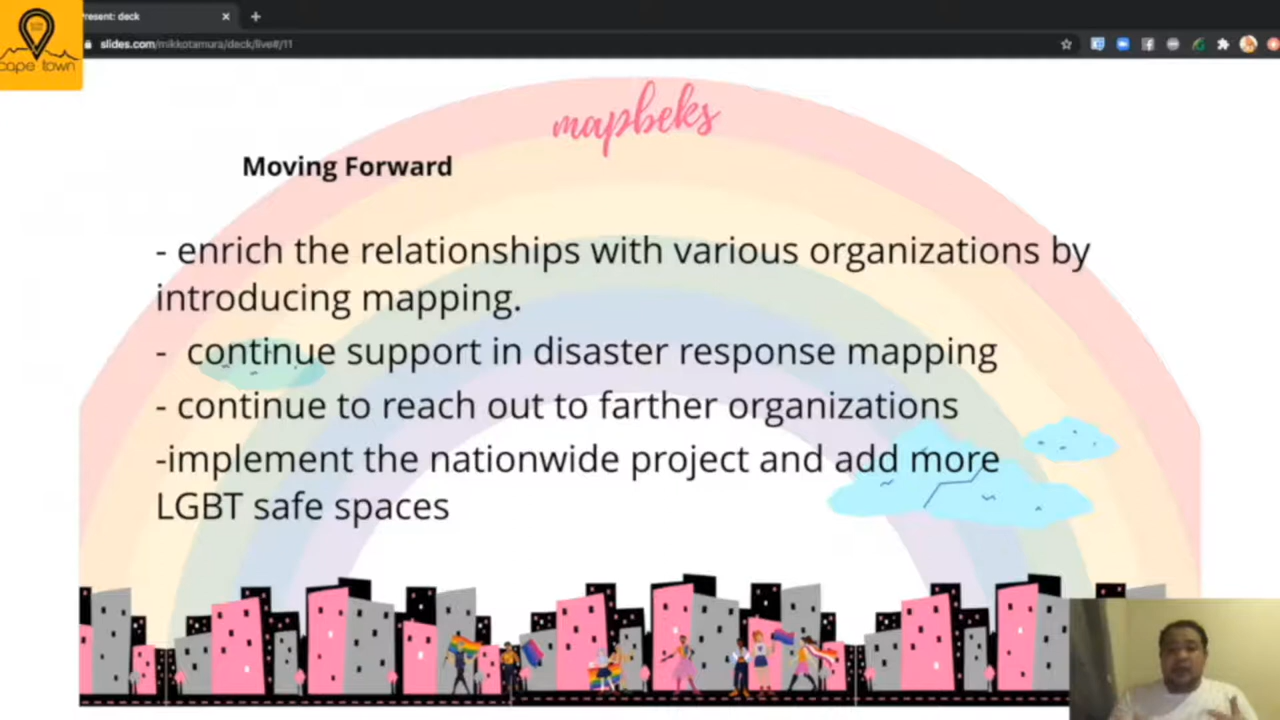 resent: deck
slides.com/mikkotamura/deck/live#/11
cape town
mapbeks
Moving Forward
- enrich the relationships with various organizations by
introducing mapping.
- continue support in disaster response mapping
- continue to reach out to farther organizations
-implement the nationwide project and add more
LGBT safe spaces